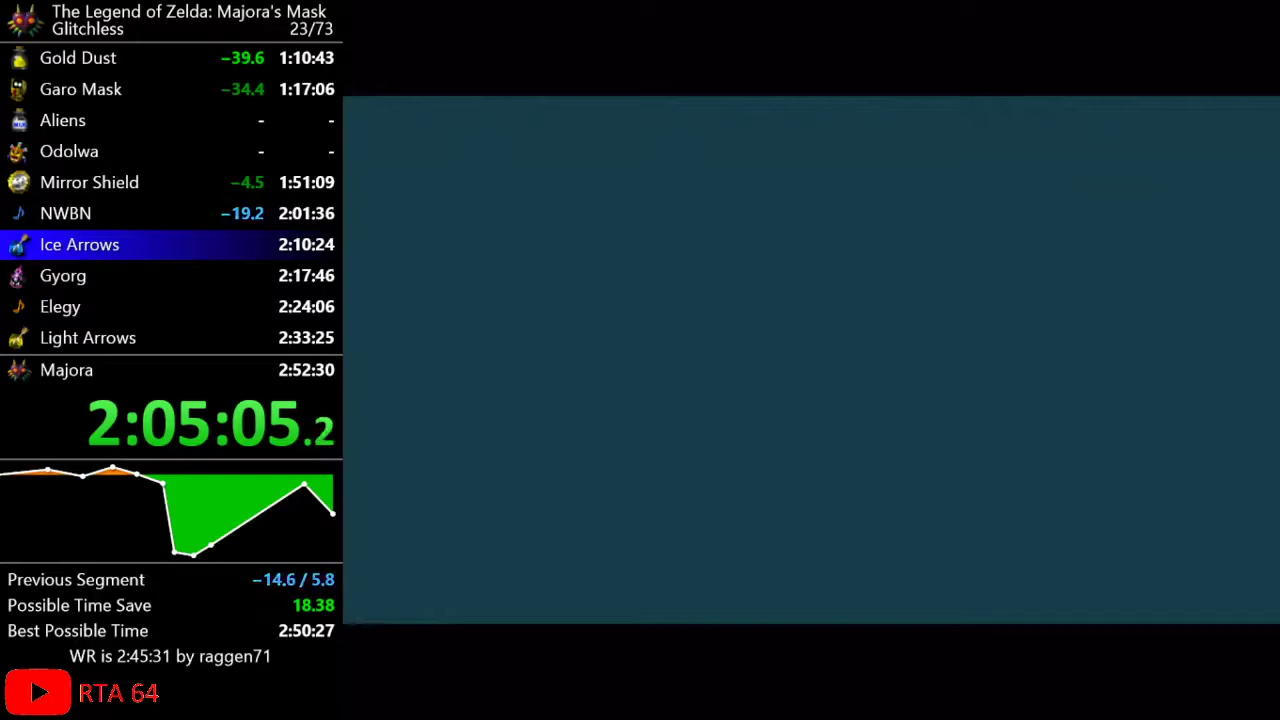 The Legend of Zelda: Majora's Mask
Glitchless 23/73
Gold Dust −39.6 1:10:43
Garo Mask −34.4 1:17:06
Aliens - -
Odolwa - -
Mirror Shield −4.5 1:51:09
NWBN −19.2 2:01:36
Ice Arrows 2:10:24
Gyorg 2:17:46
Elegy 2:24:06
Light Arrows 2:33:25
Majora 2:52:30
2:05:05.2
Previous Segment −14.6 / 5.8
Possible Time Save 18.38
Best Possible Time 2:50:27
WR is 2:45:31 by raggen71
RTA 64